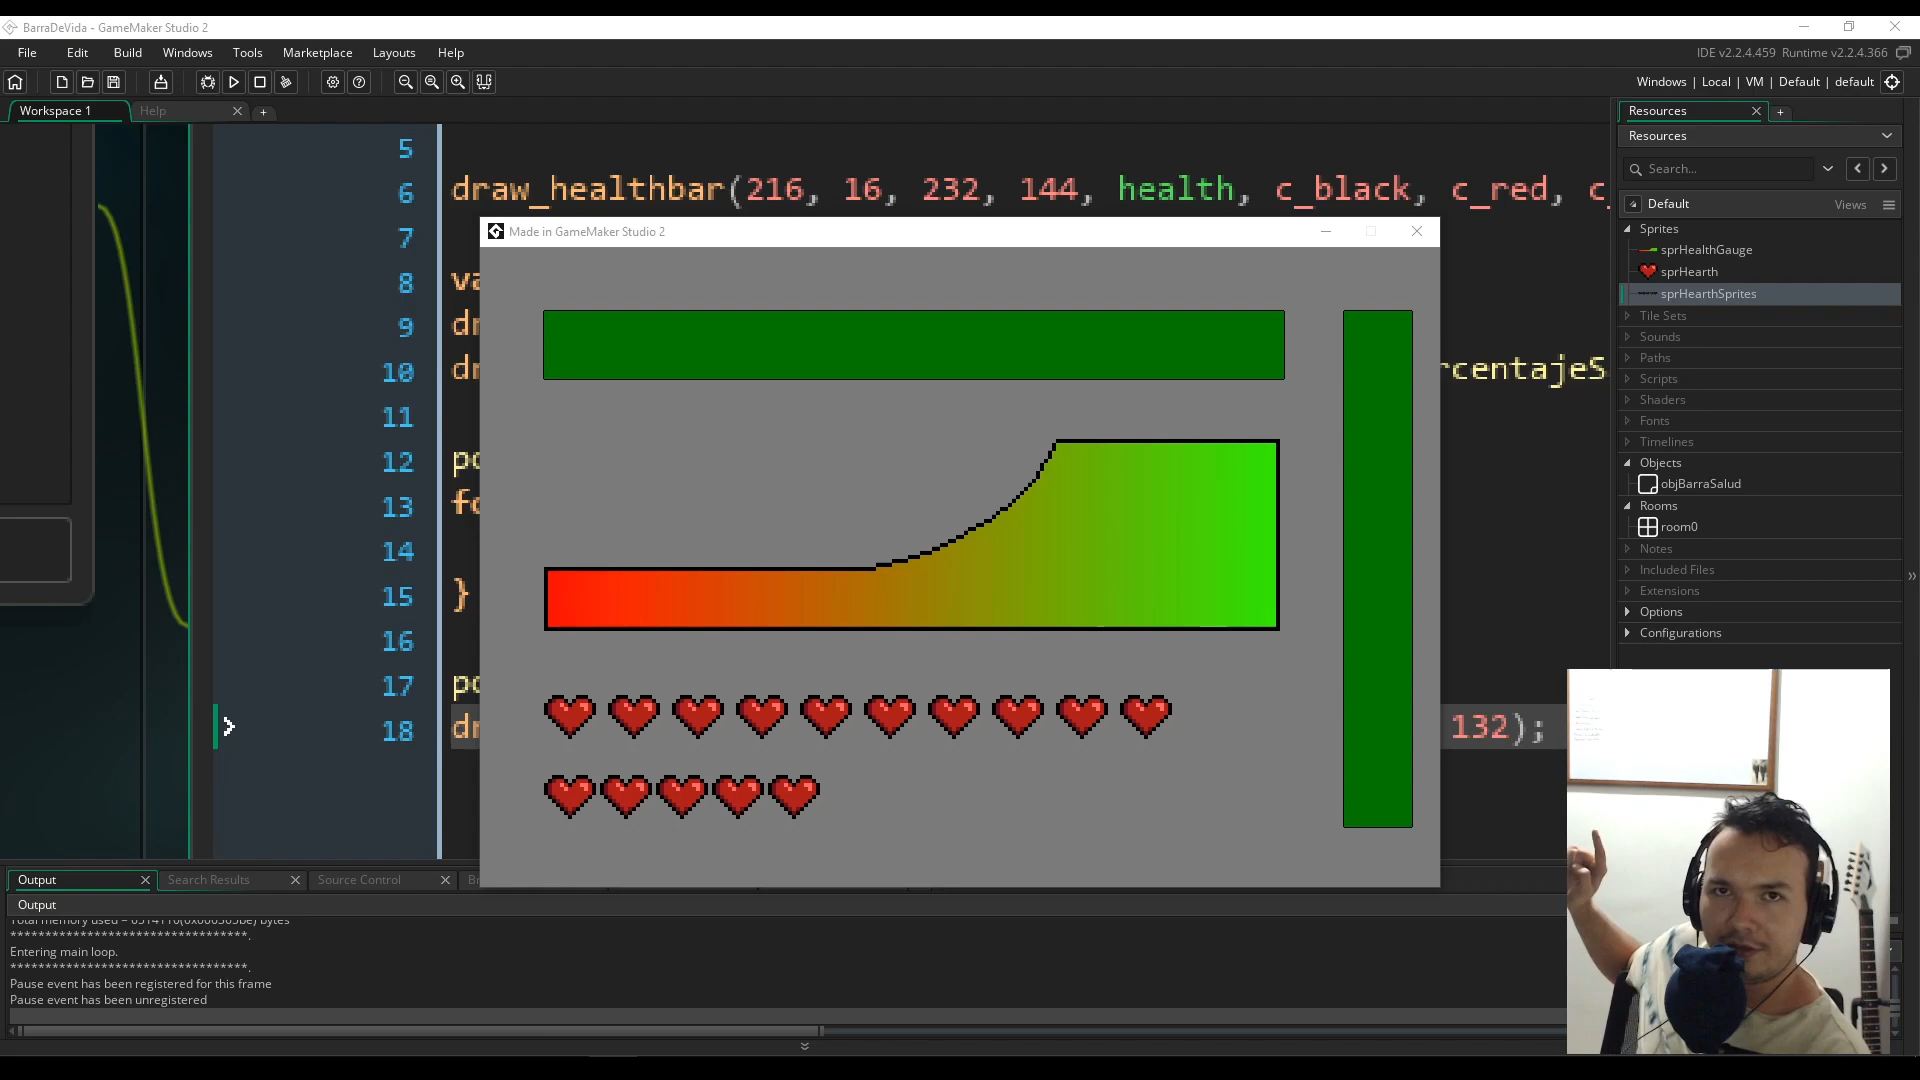 BarraDeVida - GameMaker Studio 2
File Edit Build Windows Tools Marketplace Layouts Help
IDE v2.2.4.459 Runtime v2.2.4.366
Windows | Local | VM | Default | default
Workspace 1
Help
Resources
Resources
Search...
Default
Views
Sprites
sprHealthGauge
sprHearth
sprHearthSprites
Tile Sets
Sounds
Paths
Scripts
Shaders
Fonts
Timelines
Objects
objBarraSalud
Rooms
room0
Notes
Included Files
Extensions
Options
Configurations
5
6 draw_healthbar(216, 16, 232, 144, health, c_black, c_red, c_
Made in GameMaker Studio 2
7
8 va
9 dr
10 dr rcentajeS
11
12 po
13 fo
14
15 }
16
17 po
18 dr 132);
Output Search Results Source Control Br
Output
Total memory used =
**********************************.
Entering main loop.
**********************************.
Pause event has been registered for this frame
Pause event has been unregistered